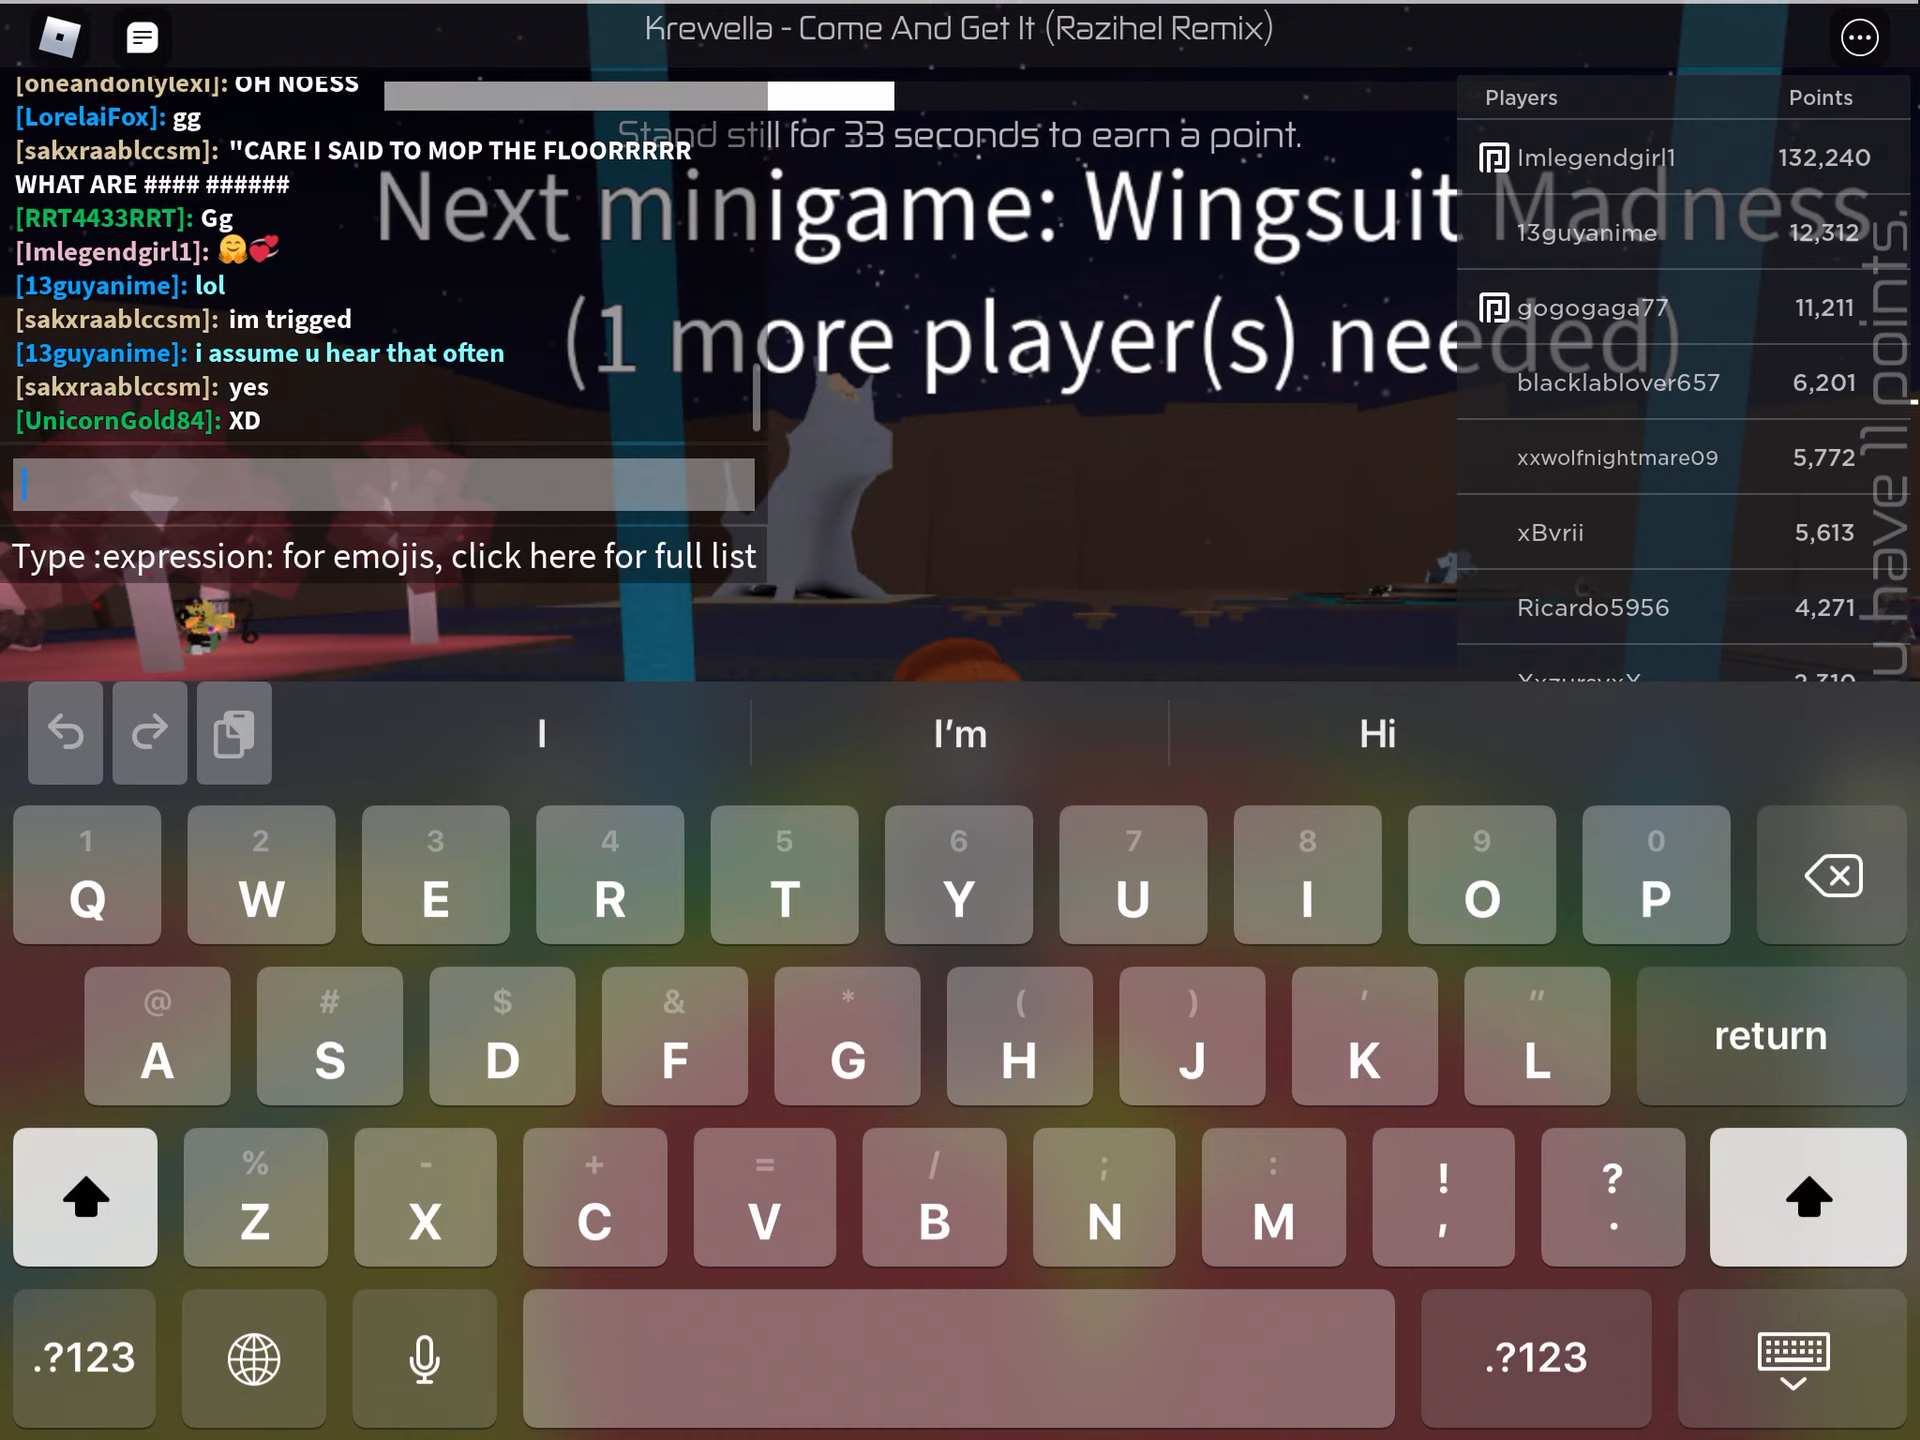 Krewella - Come And Get It (Razihel Remix)
[oneandonlylexi]: OH NOESS
[LorelaiFox]: gg
[sakxraablccsm]: "CARE I SAID TO MOP THE FLOORRRRR
WHAT ARE #### ######
[RRT4433RRT]: Gg
[Imlegendgirl1]: 🤗💞
[13guyanime]: lol
[sakxraablccsm]: im trigged
[13guyanime]: i assume u hear that often
[sakxraablccsm]: yes
[UnicornGold84]: XD
Type :expression: for emojis, click here for full list
Stand still for 33 seconds to earn a point.
Next minigame: Wingsuit Madness
(1 more player(s) needed)
Players Points
Imlegendgirl1 132,240
13guyanime 12,312
gogogaga77 11,211
blacklablover657 6,201
xxwolfnightmare09 5,772
xBvrii 5,613
Ricardo5956 4,271
u have 11 points.
I I'm Hi
1 2 3 4 5 6 7 8 9 0
Q W E R T Y U I O P
@ # $ & * ( ) ' "
A S D F G H J K L return
% - + = / ; : ! ?
Z X C V B N M , .
.?123 .?123